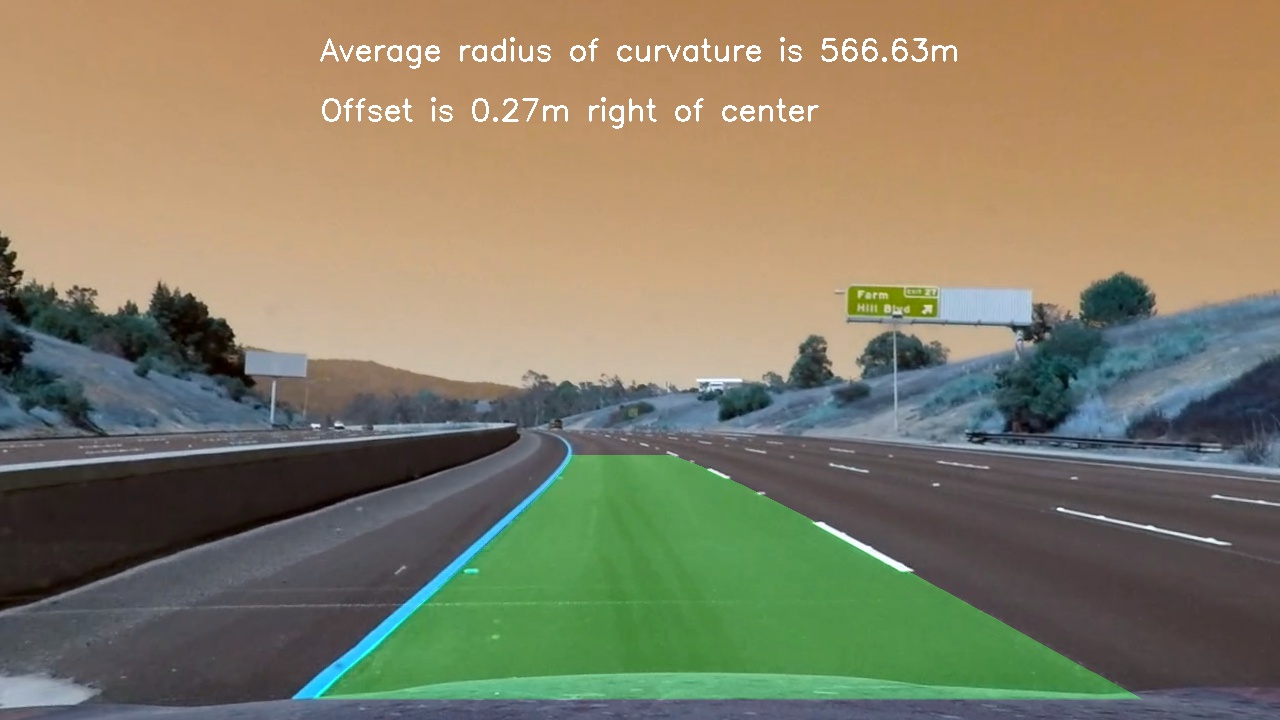 Average radius of curvature is 566.63m
Offset is 0.27m right of center
EXIT 27
Farm
Hill Blvd